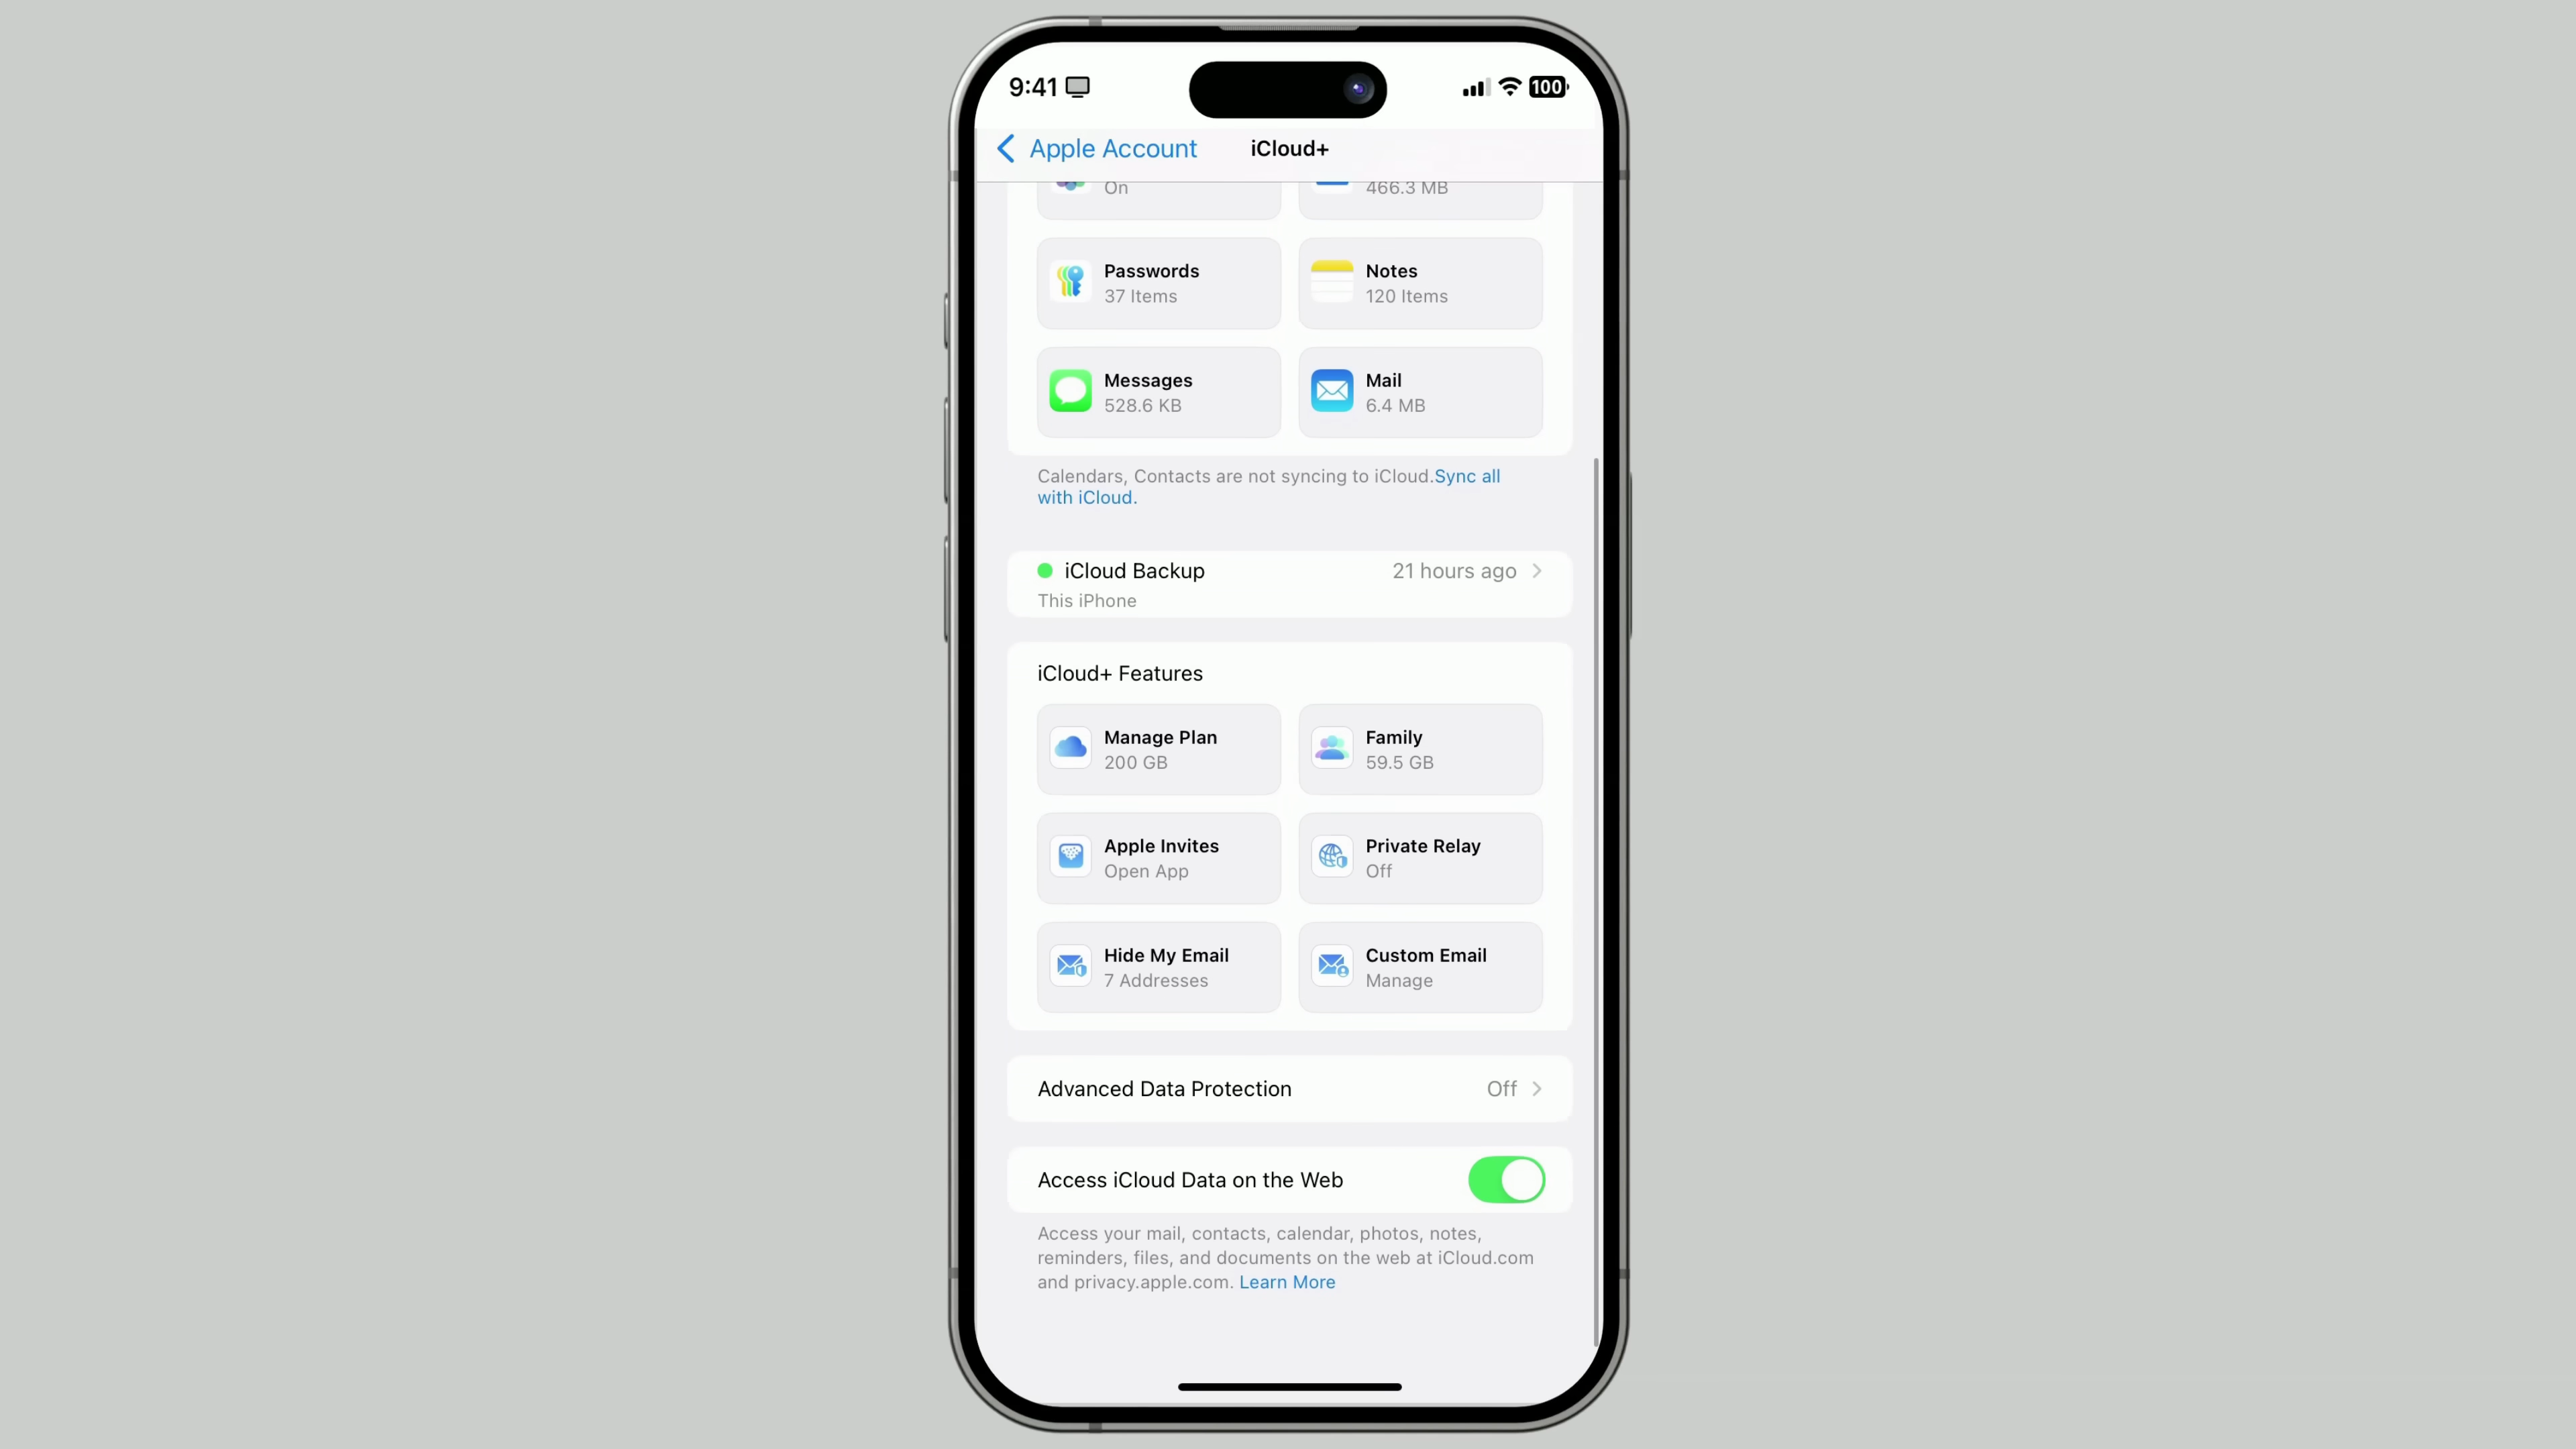 9:41
100
Apple Account
iCloud+
On
466.3 MB
Passwords
37 Items
Notes
120 Items
Messages
528.6 KB
Mail
6.4 MB
Calendars, Contacts are not syncing to iCloud.Sync all
with iCloud.
iCloud Backup
21 hours ago
This iPhone
iCloud+ Features
Manage Plan
200 GB
Family
59.5 GB
Apple Invites
Open App
Private Relay
Off
Hide My Email
7 Addresses
Custom Email
Manage
Advanced Data Protection
Off
Access iCloud Data on the Web
Access your mail, contacts, calendar, photos, notes,
reminders, files, and documents on the web at iCloud.com
and privacy.apple.com. Learn More